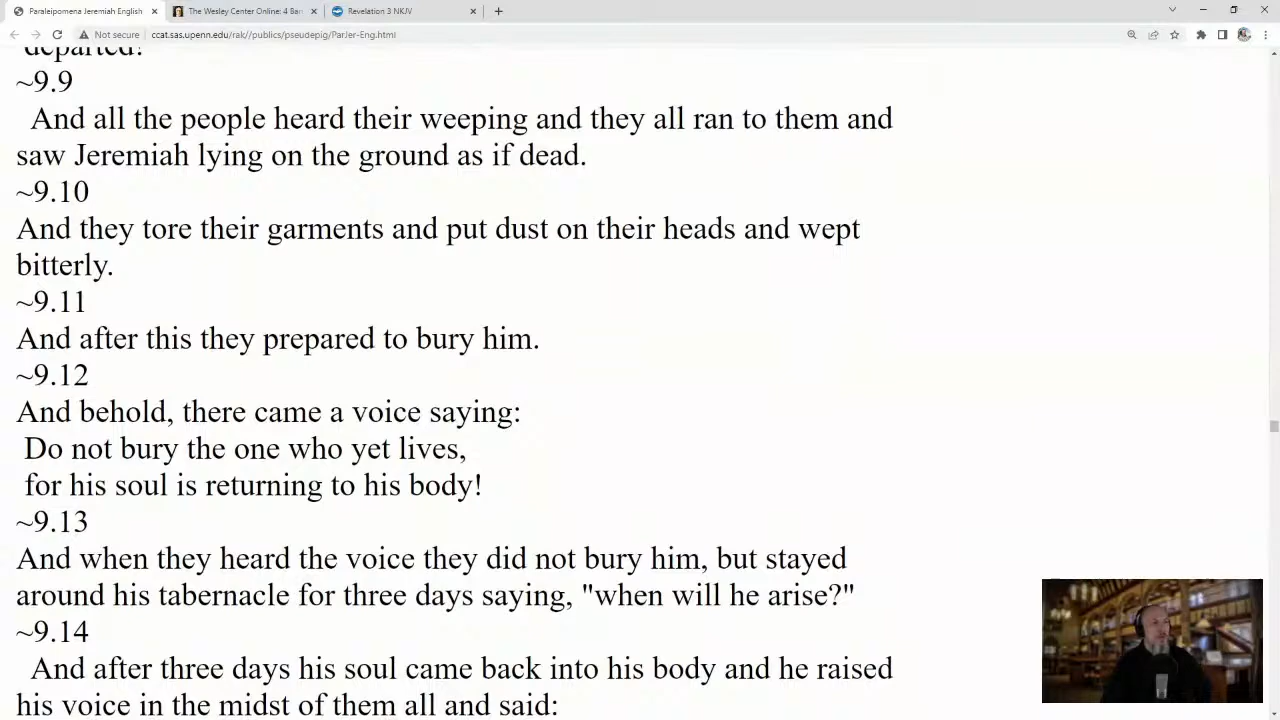 Paraleipomena Jeremiah English
The Wesley Center Online: 4 Bar
Revelation 3 NKJV
Not secure
ccat.sas.upenn.edu/rak//publics/pseudepig/ParJer-Eng.html
departed!
~9.9
And all the people heard their weeping and they all ran to them and
saw Jeremiah lying on the ground as if dead.
~9.10
And they tore their garments and put dust on their heads and wept
bitterly.
~9.11
And after this they prepared to bury him.
~9.12
And behold, there came a voice saying:
Do not bury the one who yet lives,
for his soul is returning to his body!
~9.13
And when they heard the voice they did not bury him, but stayed
around his tabernacle for three days saying, "when will he arise?"
~9.14
And after three days his soul came back into his body and he raised
his voice in the midst of them all and said: